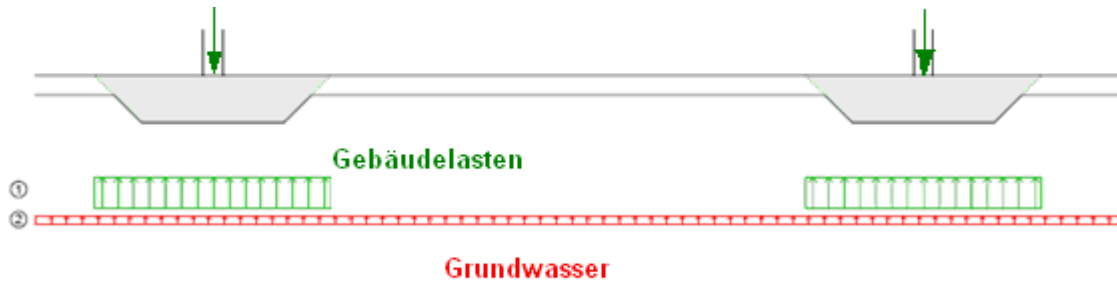 Gebäudelasten
①
②
Grundwasser